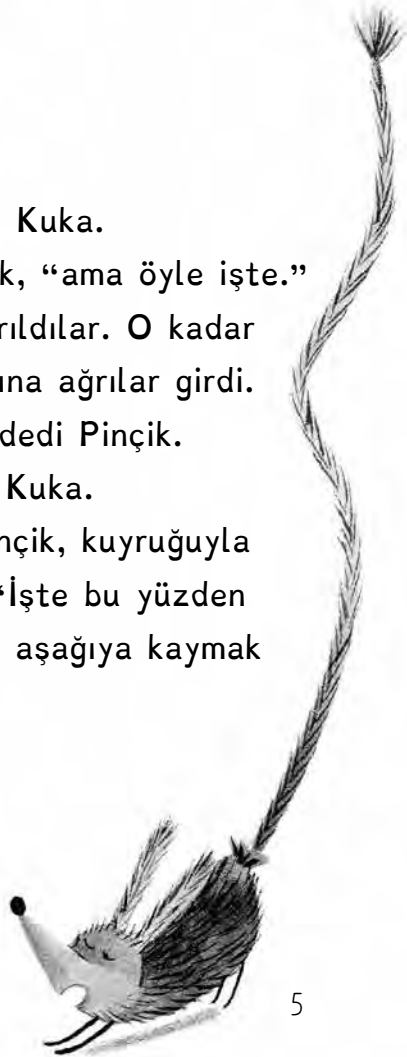 Kuka.
k, “ama öyle işte.”
rıldılar. O kadar
ına ağrılar girdi.
dedi Pinçik.
Kuka.
nçik, kuyruğuyla
“İşte bu yüzden
aşağıya kaymak
5